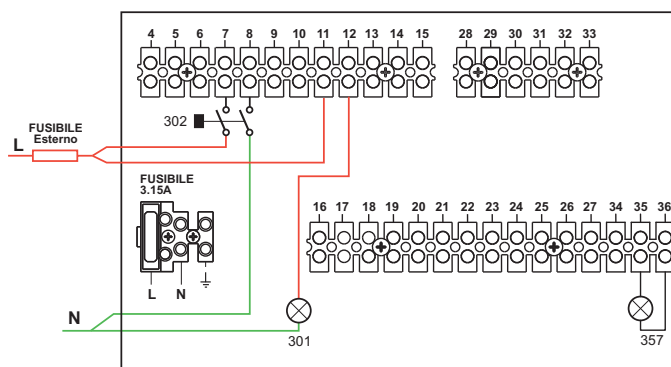 4 5 6 7 8 9 10 11 12 13 14 15 28 29 30 31 32 33
302
FUSIBILE
Esterno
L
FUSIBILE
3.15A
16 17 18 19 20 21 22 23 24 25 26 27 34 35 36
L N
N
301
357